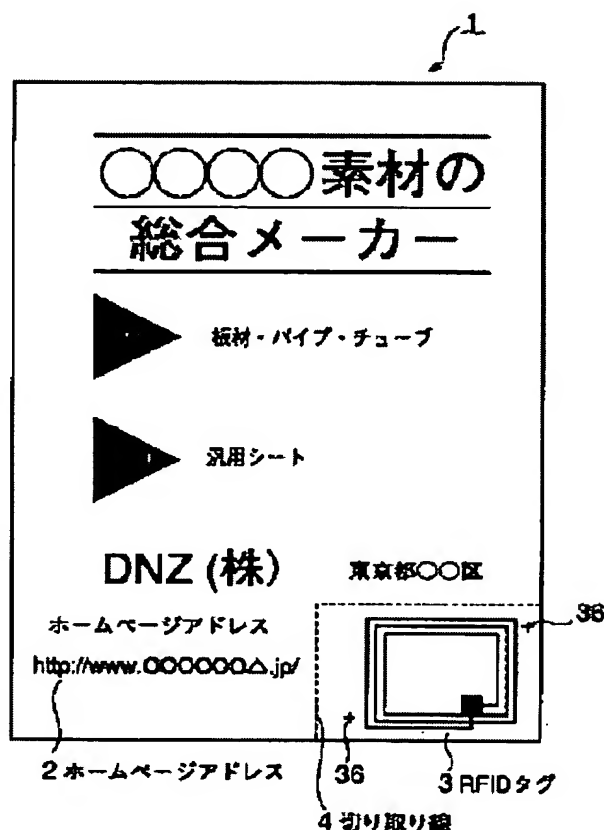 1
○○○○素材の
総合メーカー
板材・パイプ・チューブ
汎用シート
DNZ (株) 東京都○○区
ホームページアドレス
http://www.○○○○○○△.jp/
36
36
2 ホームページアドレス
3 RFIDタグ
4 切り取り線